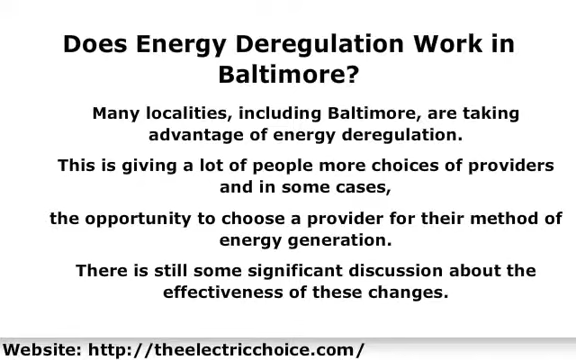 Does Energy Deregulation Work in
Baltimore?
Many localities, including Baltimore, are taking
advantage of energy deregulation.
This is giving a lot of people more choices of providers
and in some cases,
the opportunity to choose a provider for their method of
energy generation.
There is still some significant discussion about the
effectiveness of these changes.
Website: http://theelectricchoice.com/